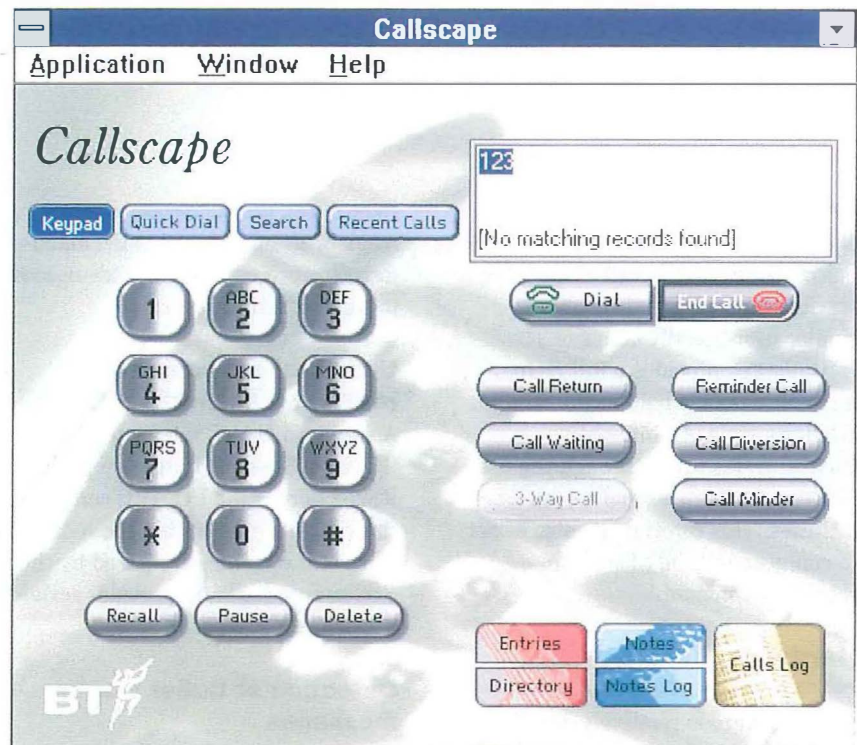 Callscape
Application Window Help
Callscape
123
[No matching records found]
Keypad Quick Dial Search Recent Calls
1 ABC 2 DEF 3
GHI 4 JKL 5 MNO 6
PQRS 7 TUV 8 WXYZ 9
* 0 #
Recall Pause Delete
Dial End Call
Call Return Reminder Call
Call Waiting Call Diversion
3-Way Call Call Minder
Entries Notes Calls Log
Directory Notes Log
BT